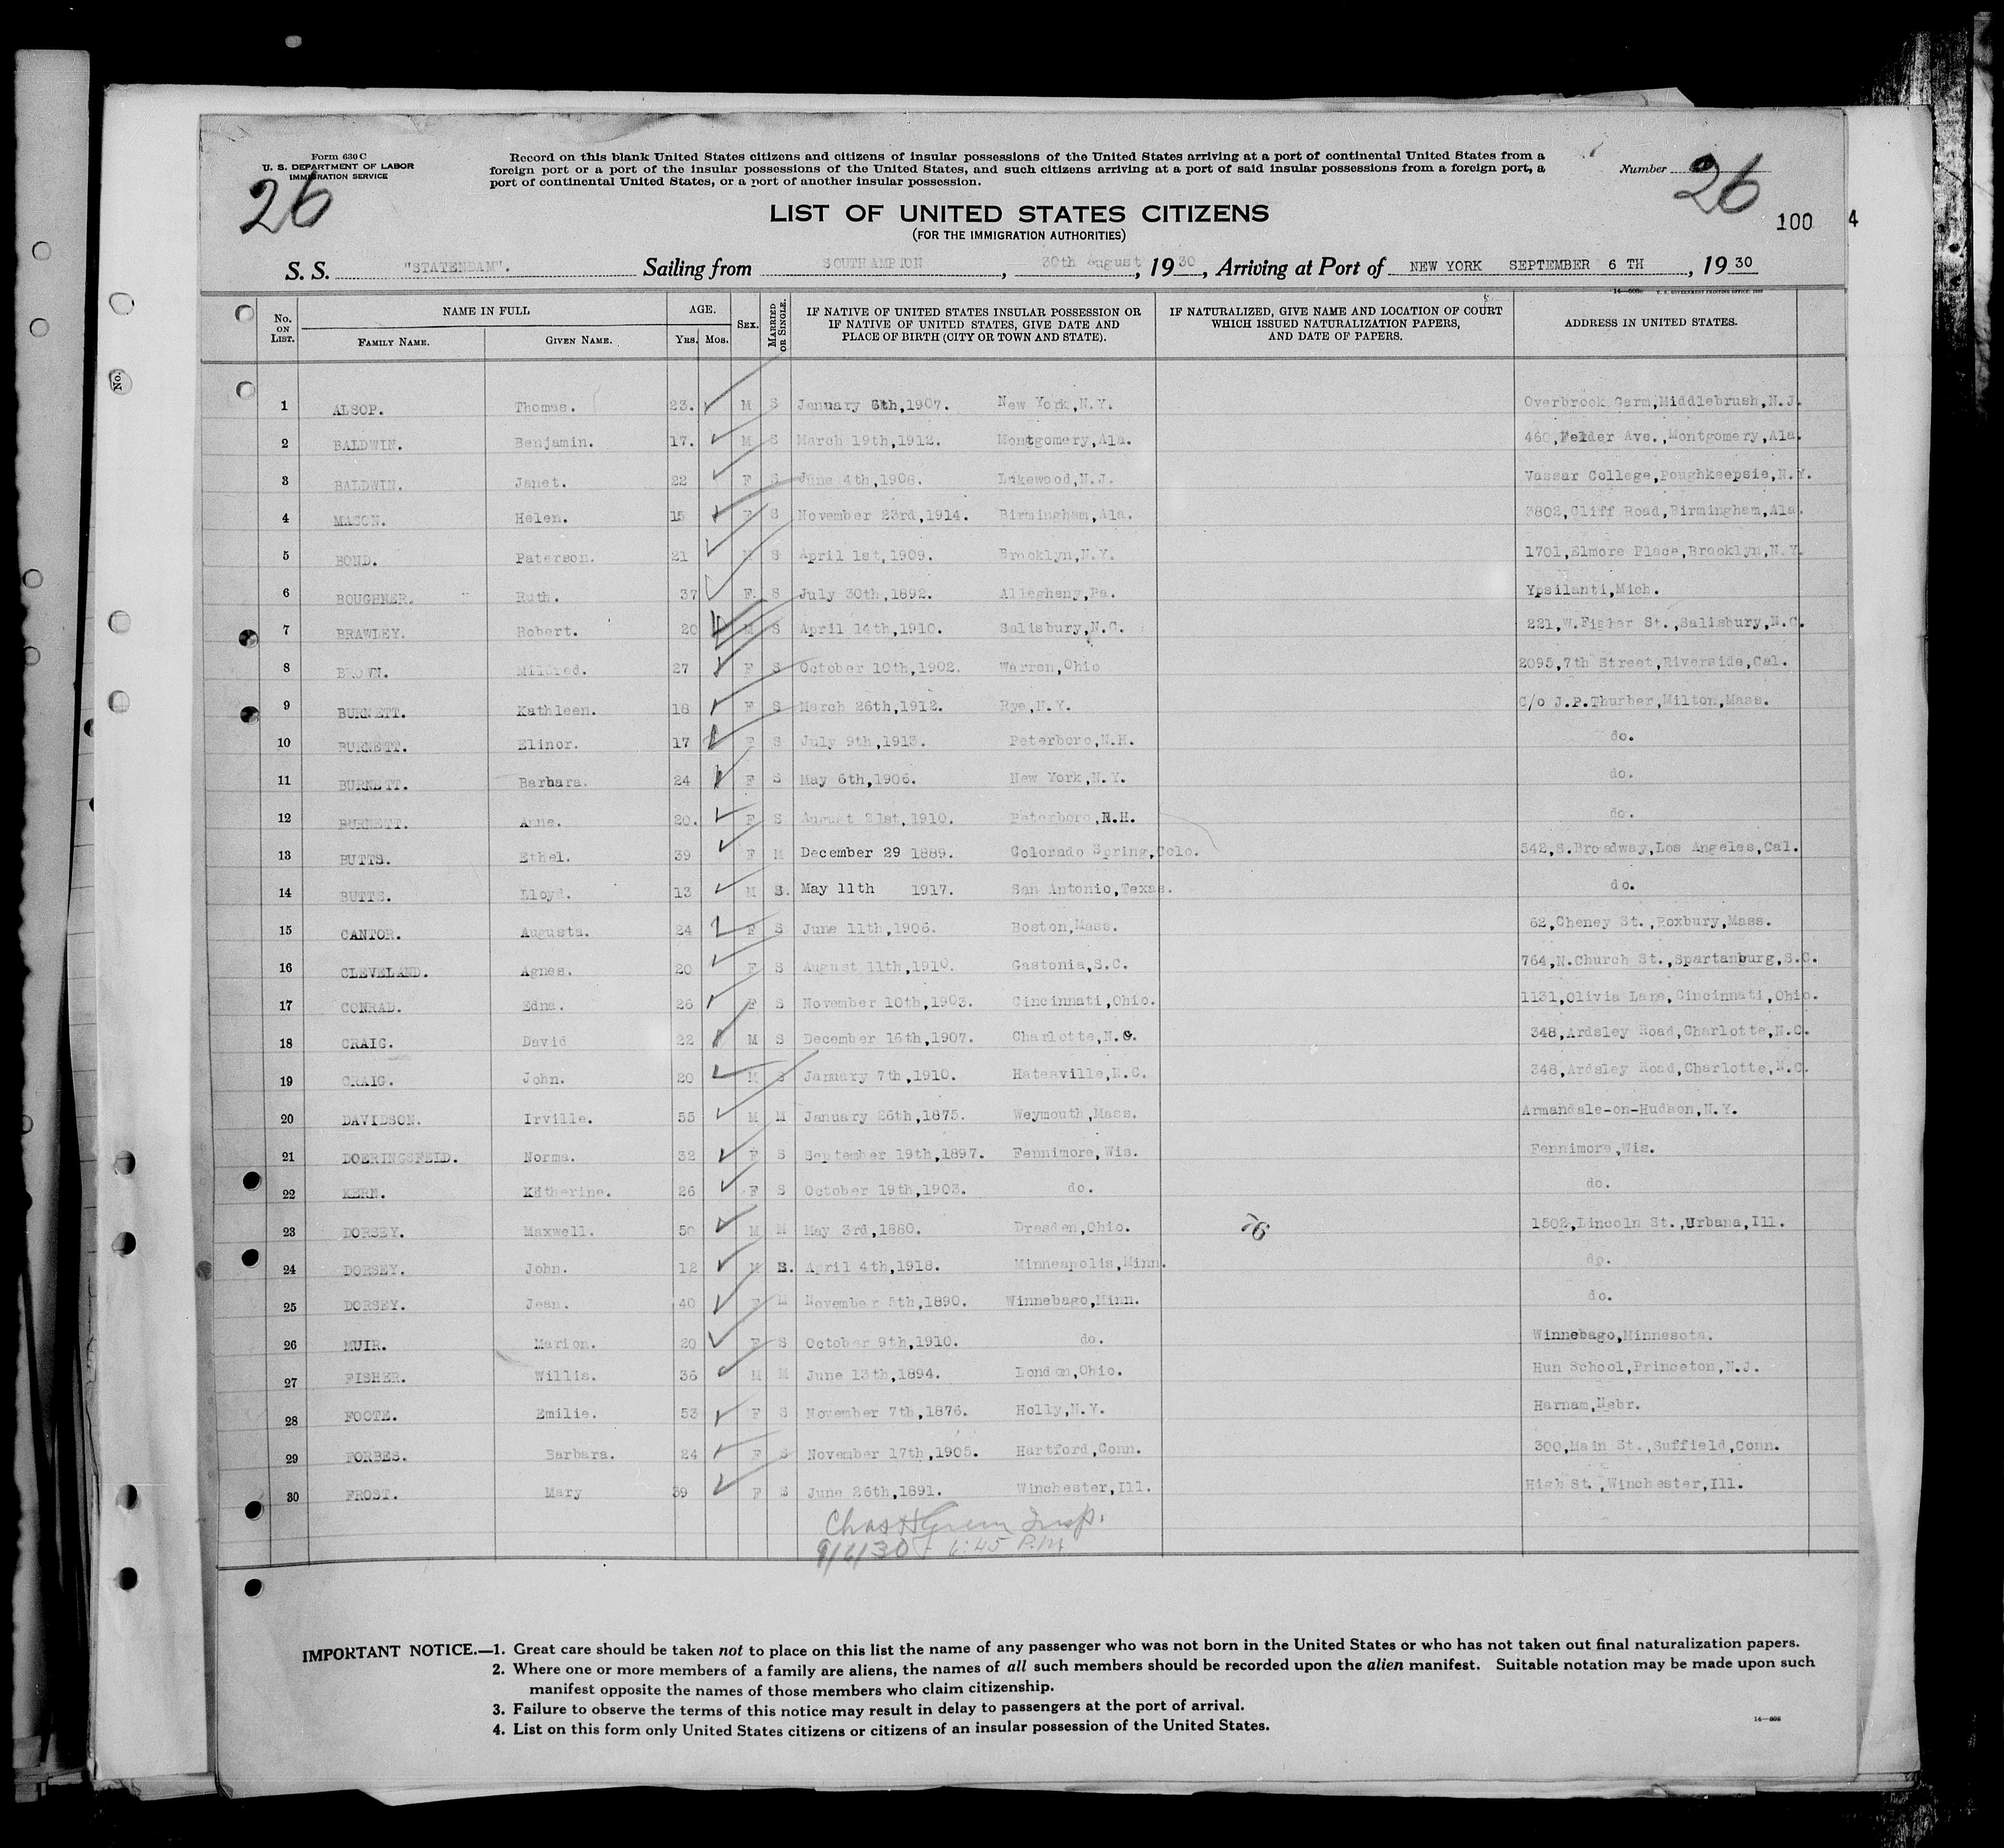 Form 630 C
U. S. DEPARTMENT OF LABOR
IMMIGRATION SERVICE
26
Record on this blank United States citizens and citizens of insular possessions of the United States arriving at a port of continental United States from a
foreign port or a port of the insular possessions of the United States, and such citizens arriving at a port of said insular possessions from a foreign port, a
port of continental United States, or a port of another insular possession.
Number 26
LIST OF UNITED STATES CITIZENS
(FOR THE IMMIGRATION AUTHORITIES)
100 4
S. S. "STATENDAM". Sailing from SOUTHAMPTON, 30th August, 1930, Arriving at Port of NEW YORK SEPTEMBER 6 TH, 1930
No. ON LIST. NAME IN FULL FAMILY NAME. GIVEN NAME. AGE. YRS. MOS. SEX. MARRIED OR SINGLE. IF NATIVE OF UNITED STATES INSULAR POSSESSION OR IF NATIVE OF UNITED STATES, GIVE DATE AND PLACE OF BIRTH (CITY OR TOWN AND STATE). IF NATURALIZED, GIVE NAME AND LOCATION OF COURT WHICH ISSUED NATURALIZATION PAPERS, AND DATE OF PAPERS. ADDRESS IN UNITED STATES.
No.
1 ALSOP. Thomas. 23. M S January 6th,1907. New York,N.Y. Overbrook Garm,Middlebrush,N.J.
2 BALDWIN. Benjamin. 17. M S March 19th,1912. Montgomery,Ala. 460,Felder Ave.,Montgomery,Ala.
3 BALDWIN. Janet. 22 F S June 4th,1908. Lakewood,N.J. Vassar College,Poughkeepsie,N.Y.
4 MASON. Helen. 15 F S November 23rd,1914. Birmingham,Ala. 3802,Cliff Road,Birmingham,Ala.
5 BOND. Paterson. 21 M S April 1st,1909. Brooklyn,N.Y. 1701,Elmore Place,Brooklyn,N.Y.
6 BOUGHNER. Ruth. 37 F. S July 30th,1892. Allegheny,Pa. Ypsilanti,Mich.
7 BRAWLEY. Robert. 20 M S April 14th,1910. Salisbury,N.C. 221,W.Fisher St.,Salisbury,N.C.
8 BROWN. Mildred. 27 F S October 10th,1902. Warren,Ohio 2095,7th Street,Riverside,Cal.
9 BURNETT. Kathleen. 18 F S March 26th,1912. Rye,N.Y. C/o J.P.Thurber,Milton,Mass.
10 BURNETT. Elinor. 17 F S July 9th,1913. Peterboro,N.H. do.
11 BURNETT. Barbara. 24 F S May 6th,1906. New York,N.Y. do.
12 BURNETT. Anne. 20. F S August 21st,1910. Peterboro,N.H. do.
13 BUTTS. Ethel. 39 F M December 29 1889. Colorado Spring,Colo. 542,S.Broadway,Los Angeles,Cal.
14 BUTTS. Lloyd. 13 M S. May 11th 1917. San Antonio,Texas. do.
15 CANTOR. Augusta. 24 F S June 11th,1906. Boston,Mass. 62,Cheney St.,Roxbury,Mass.
16 CLEVELAND. Agnes. 20 F S August 11th,1910. Gastonia,S.C. 764,N.Church St.,Spartanburg,S.C.
17 CONRAD. Edna. 26 F S November 10th,1903. Cincinnati,Ohio. 1131,Olivia Lane,Cincinnati,Ohio.
18 CRAIG. David 22 M S December 16th,1907. Charlotte,N.C. 348,Ardsley Road,Charlotte,N.C.
19 CRAIG. John. 20 M S January 7th,1910. Hatesville,N.C. 348,Ardsley Road,Charlotte,N.C.
20 DAVIDSON. Irville. 55 M M January 26th,1875. Weymouth,Mass. Armandale-on-Hudson,N.Y.
21 DOERINGSFELD. Norma. 32 F S September 19th,1897. Fennimore,Wis. Fennimore,Wis.
22 KERN. Katherine. 26 F S October 19th,1903. do. do.
23 DORSEY. Maxwell. 50 M M May 3rd,1880. Dresden,Ohio. 1502,Lincoln St.,Urbana,Ill.
24 DORSEY. John. 12 M S. April 4th,1918. Minneapolis,Minn. do.
25 DORSEY. Jean. 40 F M November 5th,1890. Winnebago,Minn. do.
26 MUIR. Marion. 20 F S October 9th,1910. do. Winnebago,Minnesota.
27 FISHER. Willis. 36 M M June 13th,1894. London,Ohio. Hun School,Princeton,N.J.
28 FOOTE. Emilie. 53 F S November 7th,1876. Holly,N.Y. Harnam,Nebr.
29 FORBES. Barbara. 24 F S November 17th,1905. Hartford,Conn. 300,Main St.,Suffield,Conn.
30 FROST. Mary 39 F S June 26th,1891. Winchester,Ill. High St.,Winchester,Ill.
Chas H Green Insp.
9/6/30 - 6:45 P.M
IMPORTANT NOTICE.—1. Great care should be taken not to place on this list the name of any passenger who was not born in the United States or who has not taken out final naturalization papers.
2. Where one or more members of a family are aliens, the names of all such members should be recorded upon the alien manifest. Suitable notation may be made upon such
manifest opposite the names of those members who claim citizenship.
3. Failure to observe the terms of this notice may result in delay to passengers at the port of arrival.
4. List on this form only United States citizens or citizens of an insular possession of the United States.